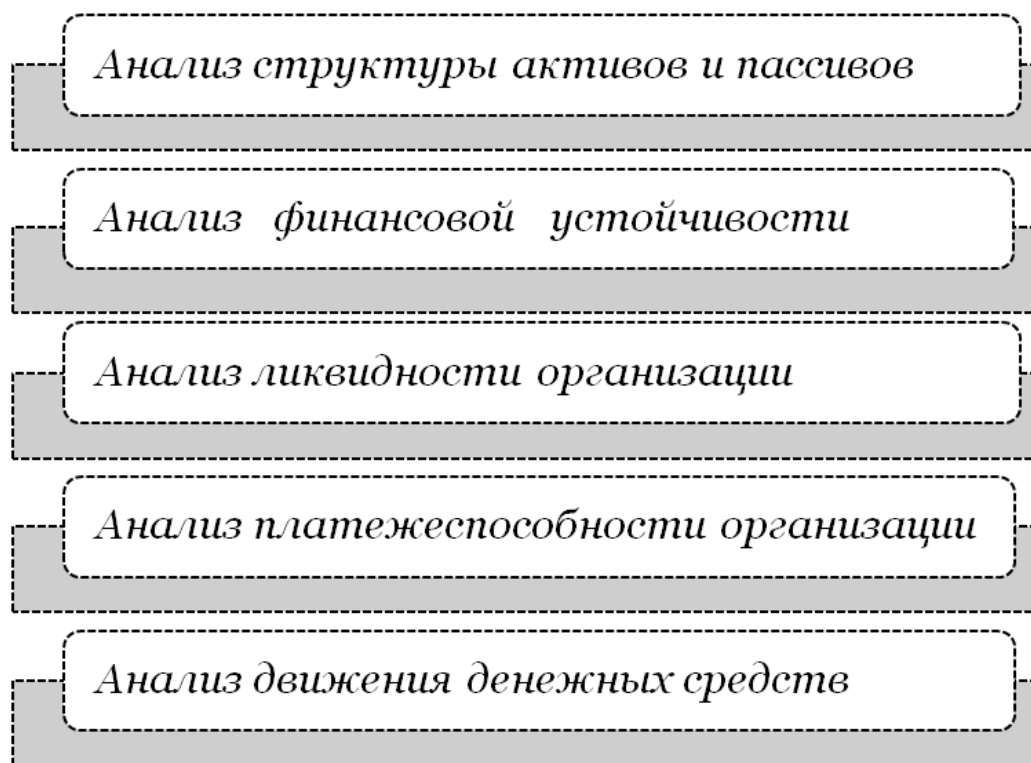 Анализ структуры активов и пассивов
Анализ финансовой устойчивости
Анализ ликвидности организации
Анализ платежеспособности организации
Анализ движения денежных средств